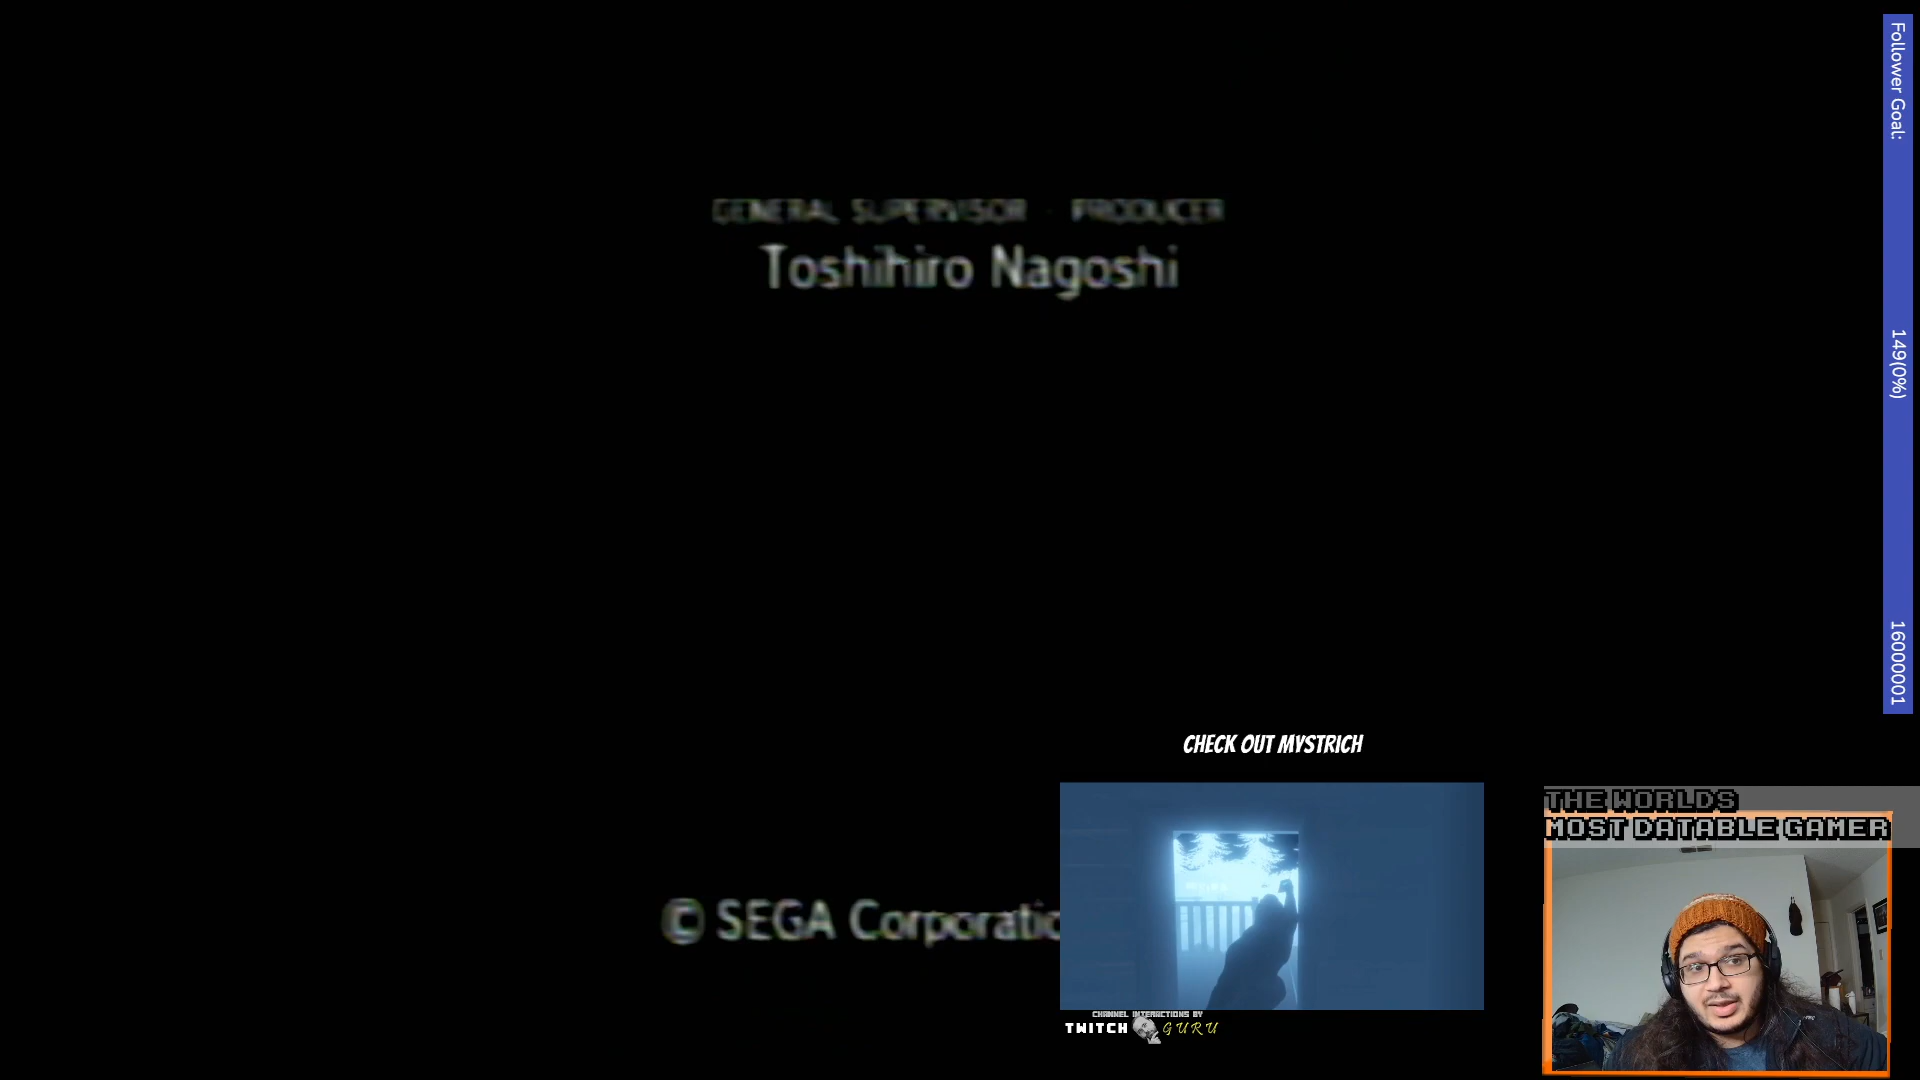 GENERAL SUPERVISOR · PRODUCER
Toshihiro Nagoshi
© SEGA Corporatio
Follower Goal:
149(0%)
16000001
CHECK OUT MYSTRICH
CHANNEL INTERACTIONS BY
TWITCH GURU
THE WORLDS
MOST DATABLE GAMER